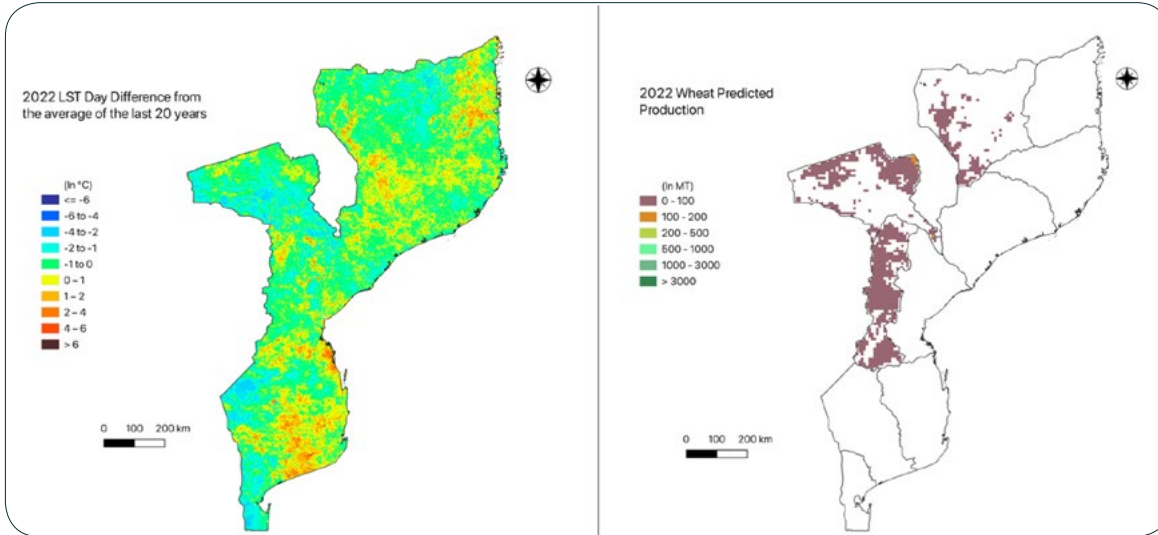 2022 LST Day Difference from
the average of the last 20 years
(In °C)
<= -6
-6 to -4
-4 to -2
-2 to -1
-1 to 0
0 – 1
1 – 2
2 – 4
4 – 6
> 6
0 100 200 km
2022 Wheat Predicted
Production
(In MT)
0 - 100
100 - 200
200 - 500
500 - 1000
1000 - 3000
> 3000
0 100 200 km